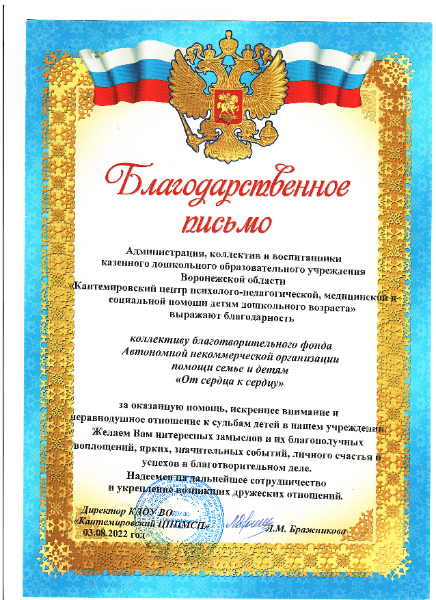 Благодарственное
письмо
Администрация, коллектив и воспитанники
казенного дошкольного образовательного учреждения
Воронежской области
«Кантемировский центр психолого-педагогической, медицинской и
социальной помощи детям дошкольного возраста»
выражают благодарность
коллективу благотворительного фонда
Автономной некоммерческой организации
помощи семье и детям
«От сердца к сердцу»
за оказанную помощь, искреннее внимание и
неравнодушное отношение к судьбам детей в нашем учреждении.
Желаем Вам интересных замыслов и их благополучных
воплощений, ярких, значительных событий, личного счастья и
успехов в благотворительном деле.
Надеемся на дальнейшее сотрудничество
и укрепление возникших дружеских отношений.
Директор КДОУ ВО
«Кантемировский ЦППМСП»
Л.М. Бражникова
03.08.2022 год